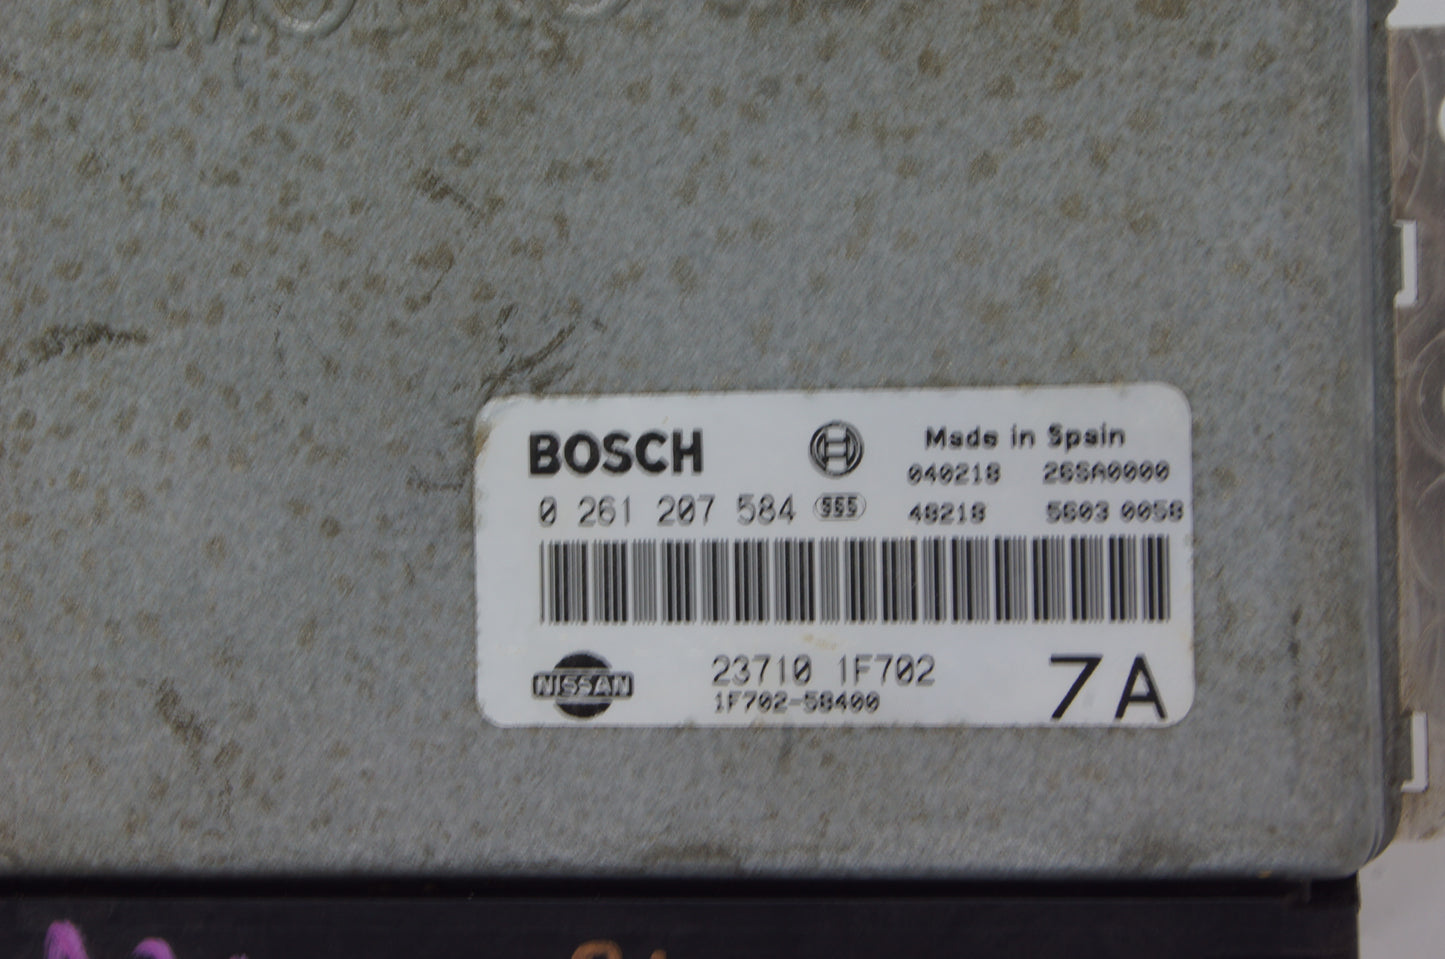 BOSCH
Made in Spain
040218 26SA0000
0 261 207 584 SSS
48218 5603 0058
NISSAN
23710 1F702
1F702-58400
7A